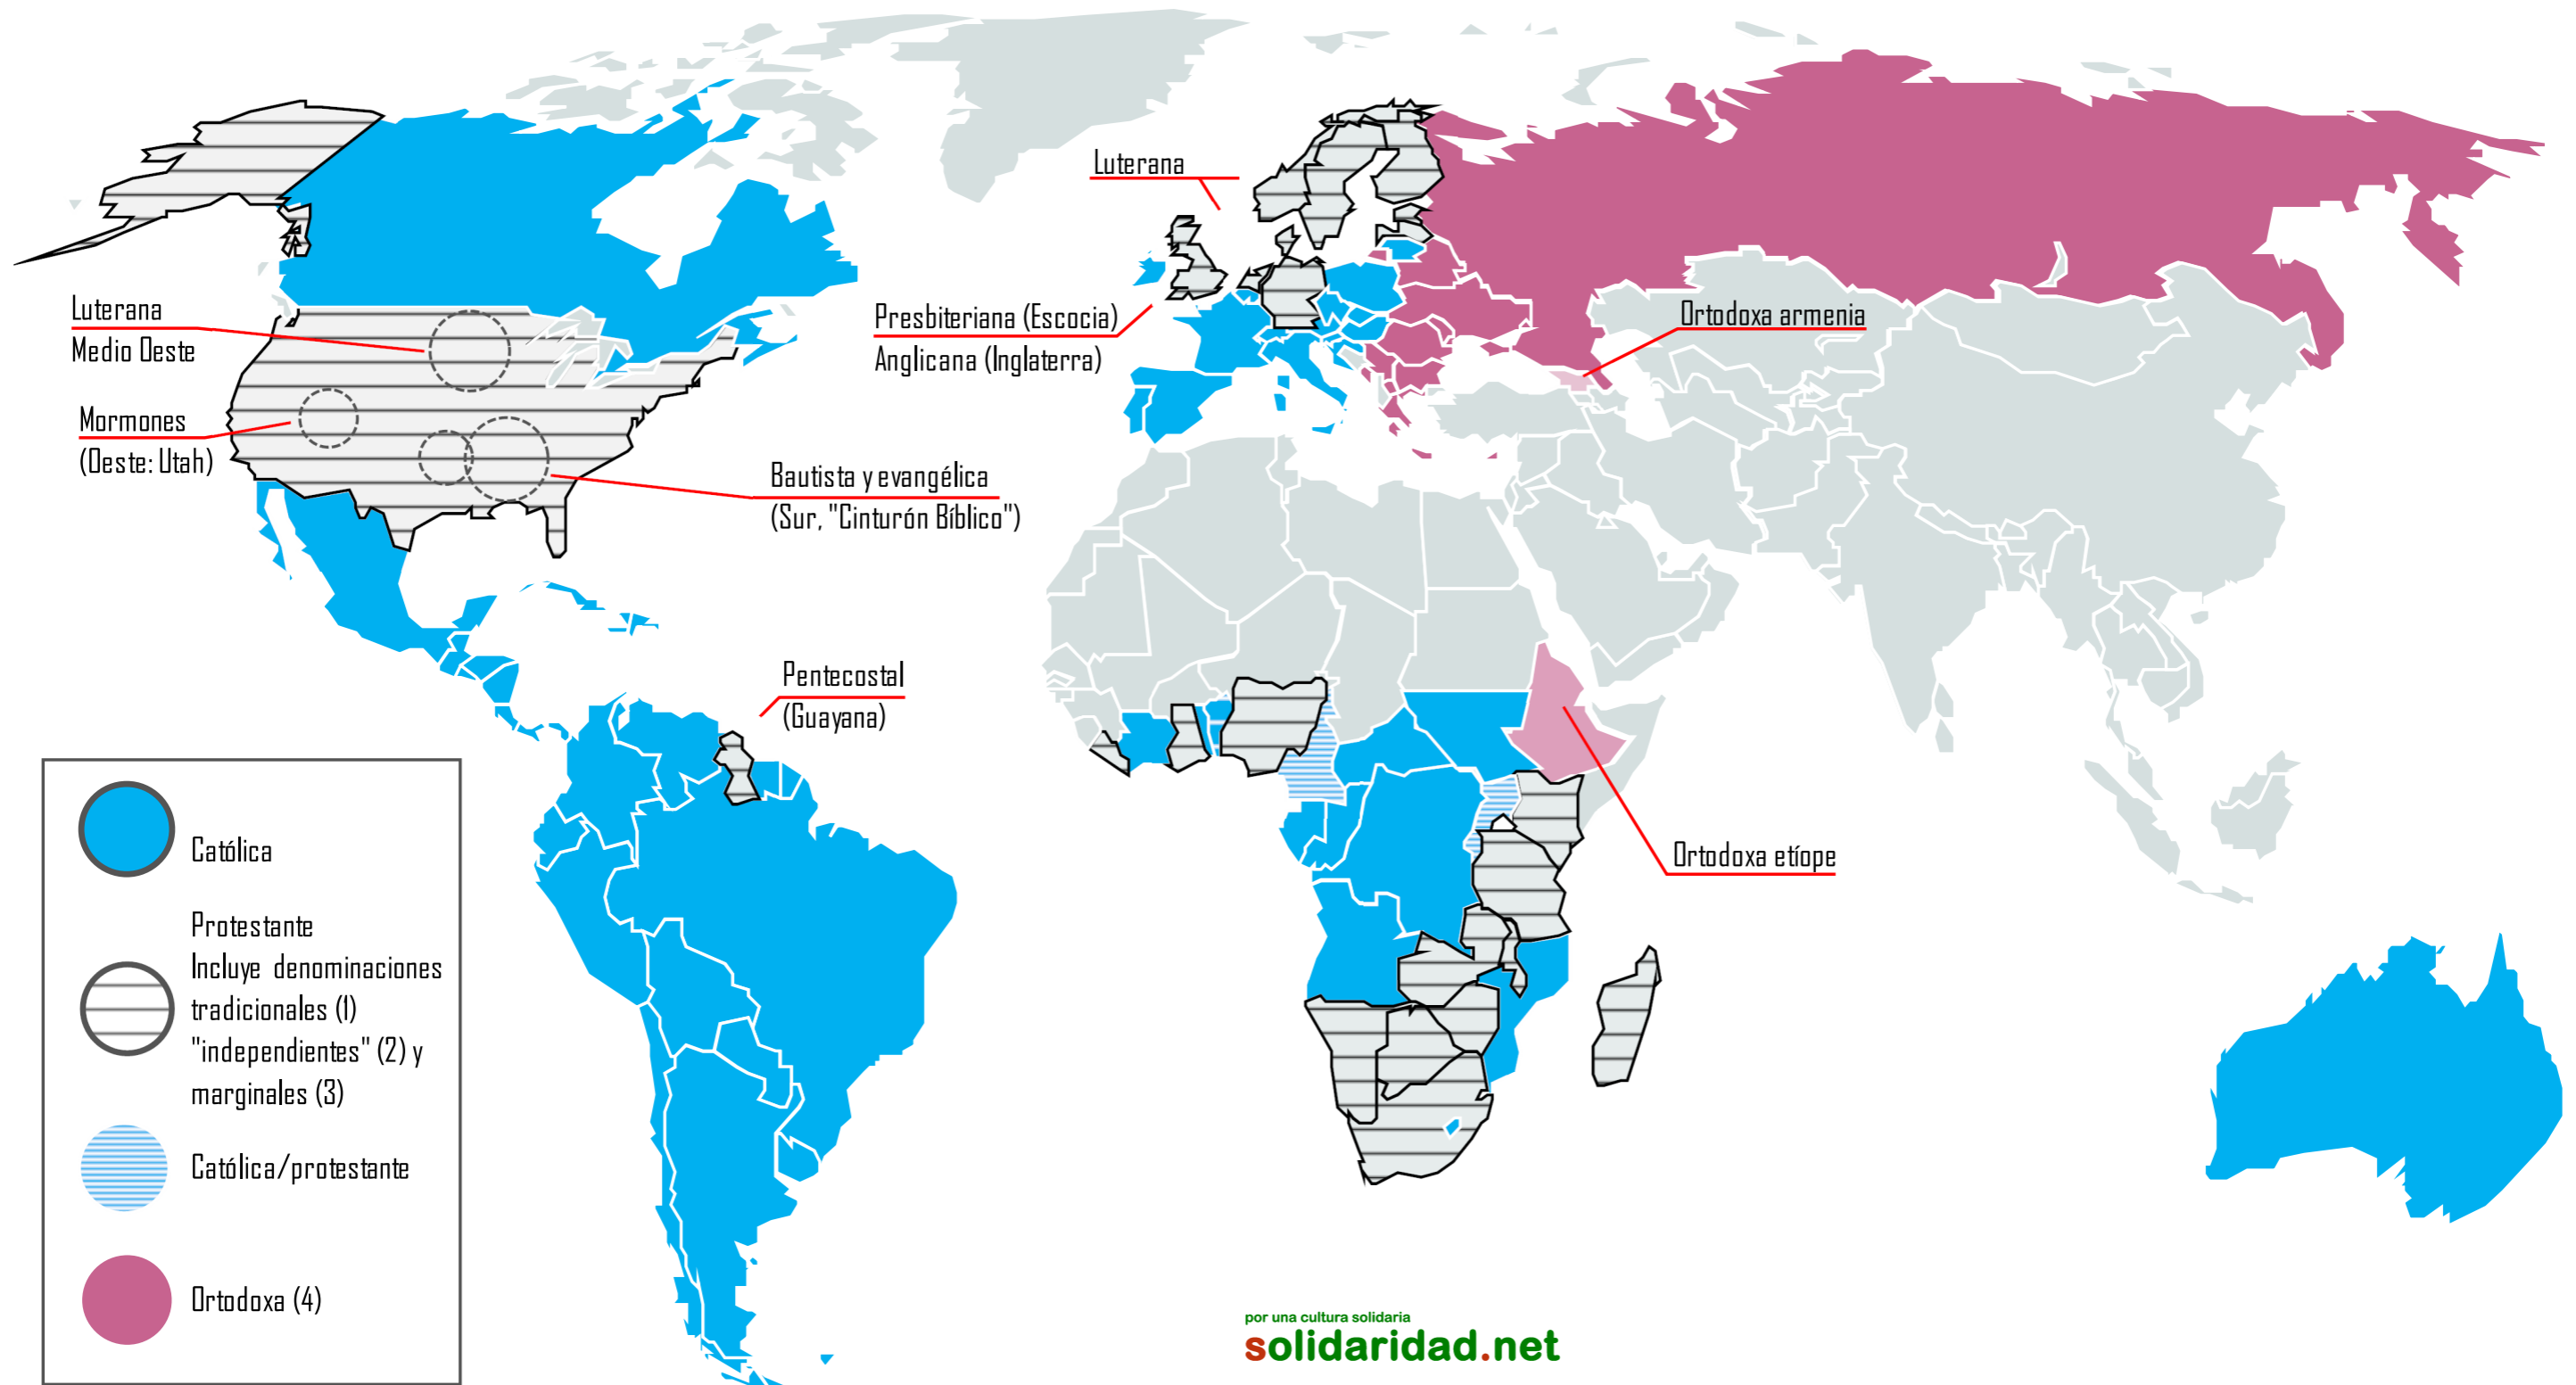 Luterana
Luterana
Medio Oeste
Presbiteriana (Escocia)
Anglicana (Inglaterra)
Ortodoxa armenia
Mormones
(Oeste: Utah)
Bautista y evangélica
(Sur, "Cinturón Bíblico")
Pentecostal
(Guayana)
Ortodoxa etíope
Católica
Protestante
Incluye denominaciones
tradicionales (1)
"independientes" (2) y
marginales (3)
Católica/protestante
Ortodoxa (4)
por una cultura solidaria
solidaridad.net